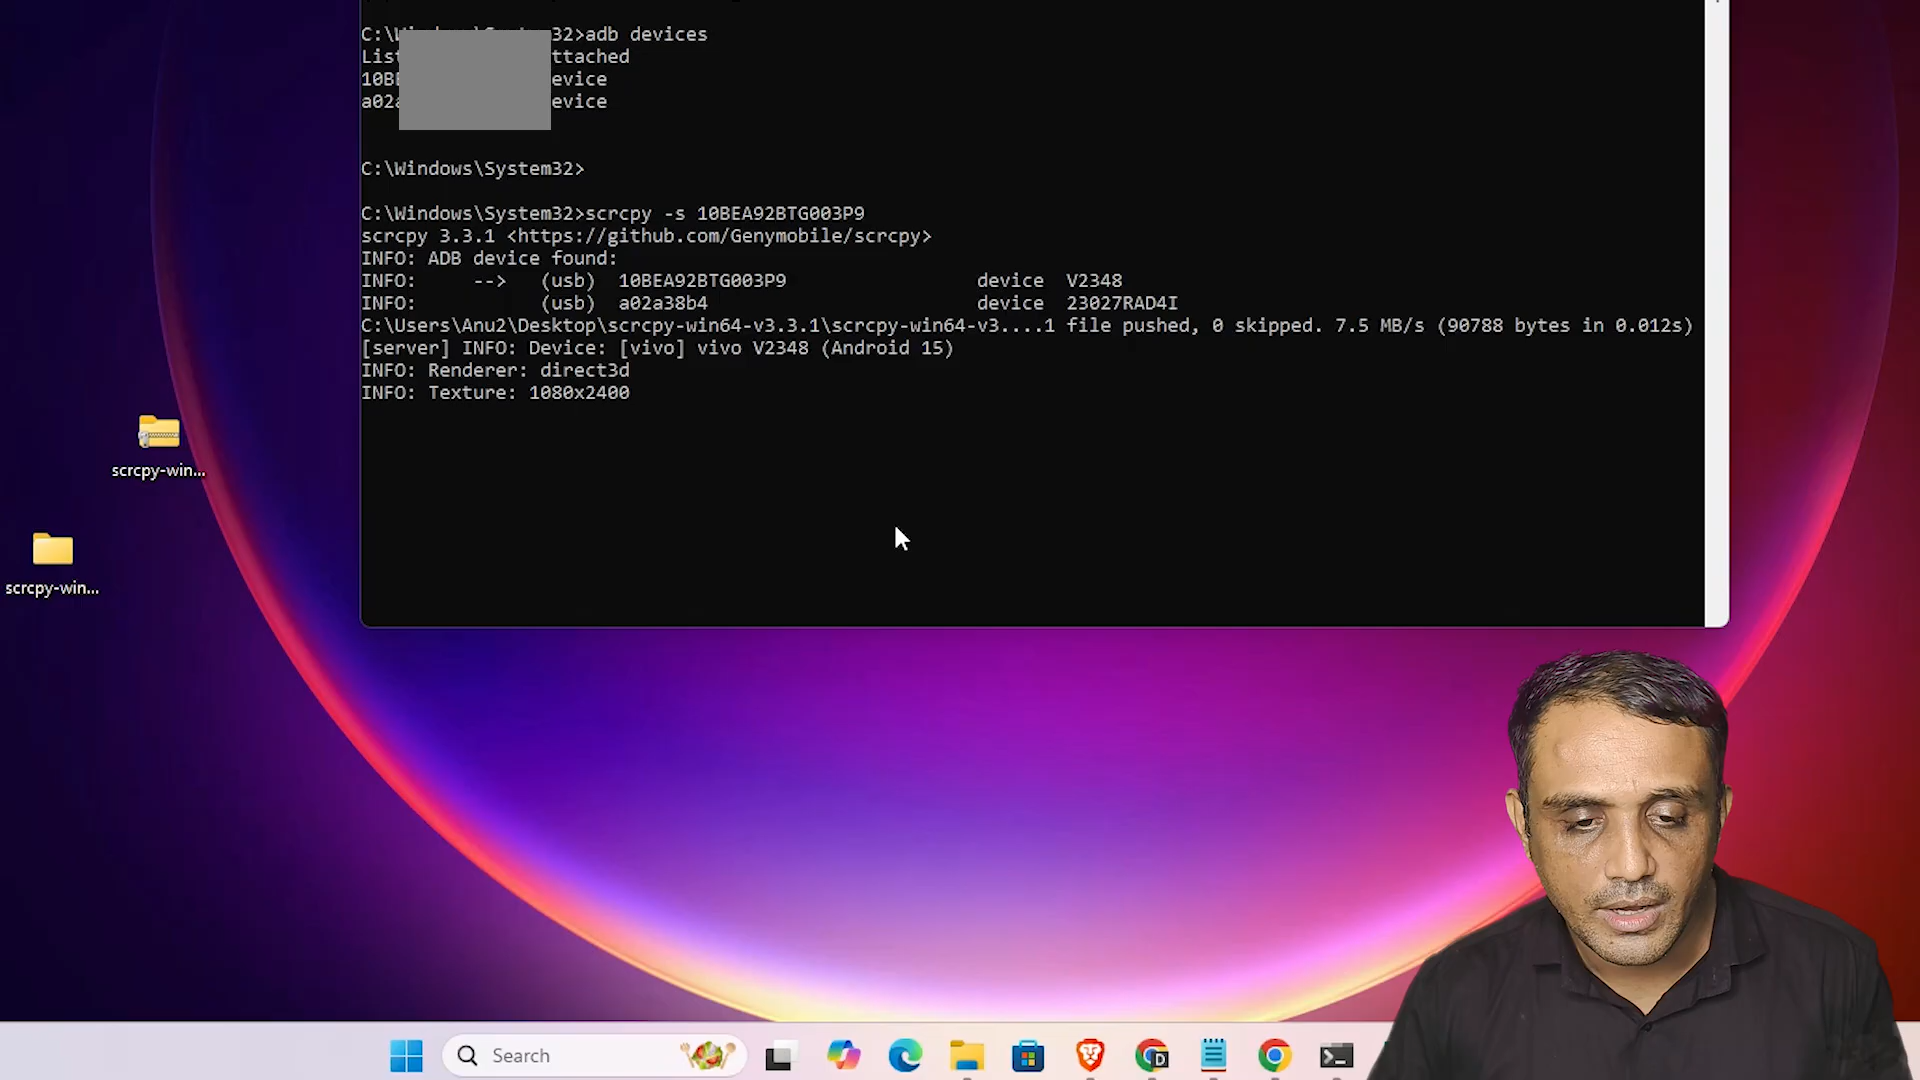 C:\Windows\System32>adb devices
List ttached
10BE evice
a02a evice
C:\Windows\System32>
C:\Windows\System32>scrcpy -s 10BEA92BTG003P9
scrcpy 3.3.1 <https://github.com/Genymobile/scrcpy>
INFO: ADB device found:
INFO: --> (usb) 10BEA92BTG003P9 device V2348
INFO: (usb) a02a38b4 device 23027RAD4I
C:\Users\Anu2\Desktop\scrcpy-win64-v3.3.1\scrcpy-win64-v3....1 file pushed, 0 skipped. 7.5 MB/s (90788 bytes in 0.012s)
[server] INFO: Device: [vivo] vivo V2348 (Android 15)
INFO: Renderer: direct3d
INFO: Texture: 1080x2400
scrcpy-win...
scrcpy-win...
Search
D